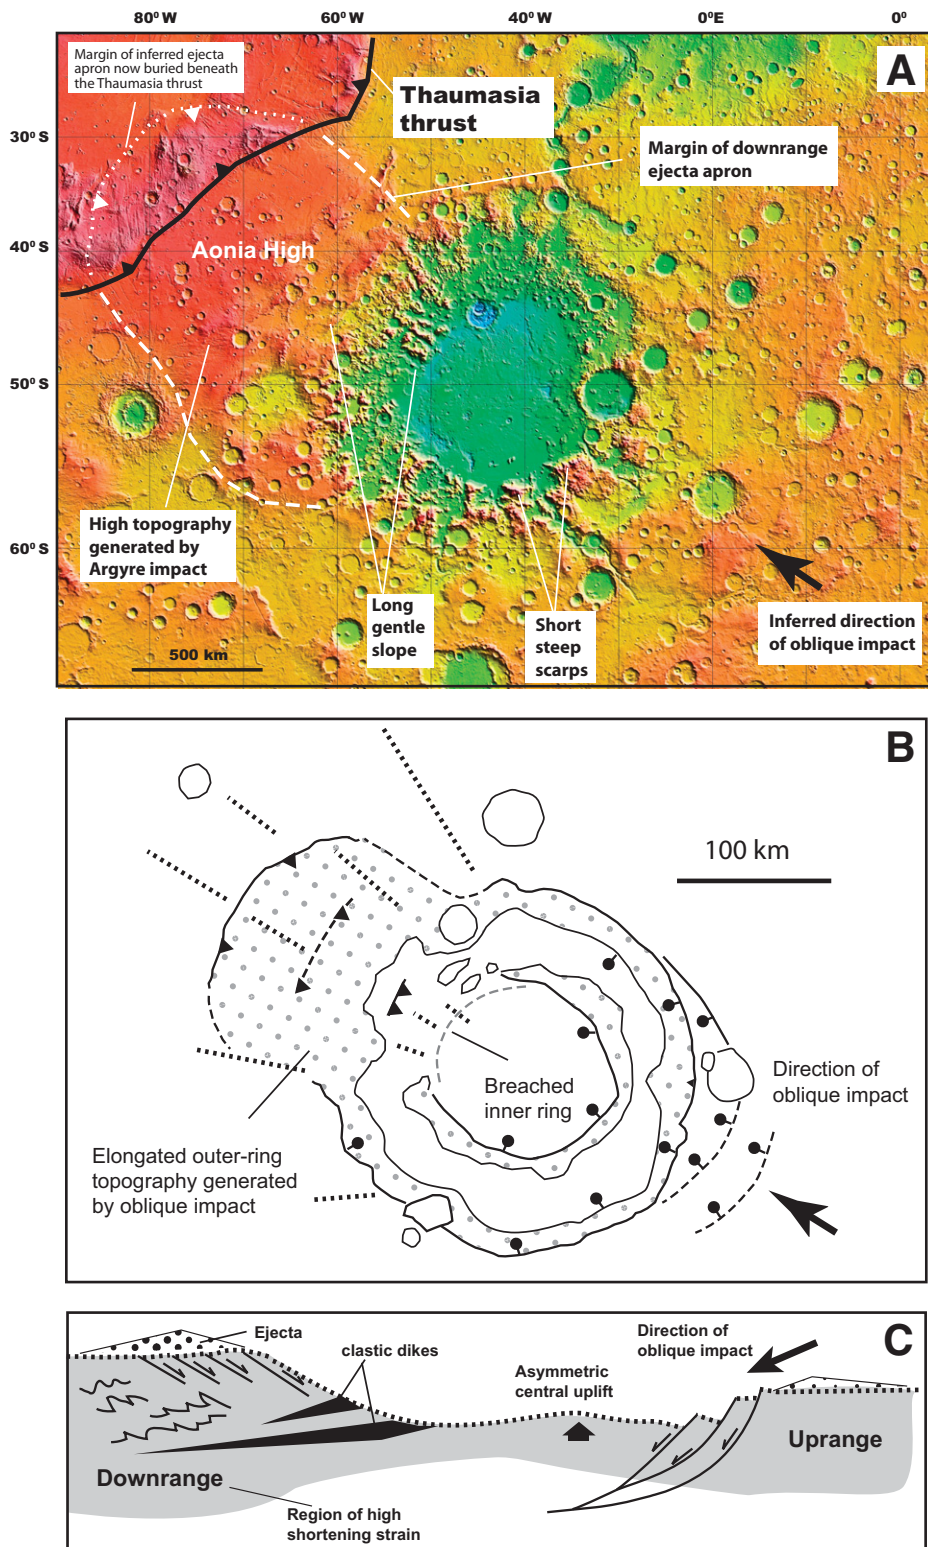 80° W 60° W 40° W 0°E 0°
A
Margin of inferred ejecta
apron now buried beneath
the Thaumasia thrust
Thaumasia
thrust
30° S
Margin of downrange
ejecta apron
40° S
Aonia High
50° S
High topography
generated by
Argyre impact
60° S
Long
gentle
slope
Short
steep
scarps
Inferred direction
of oblique impact
500 km
B
100 km
Breached
inner ring
Direction of
oblique impact
Elongated outer-ring
topography generated
by oblique impact
C
Ejecta
clastic dikes
Asymmetric
central uplift
Direction of
oblique impact
Downrange
Uprange
Region of high
shortening strain